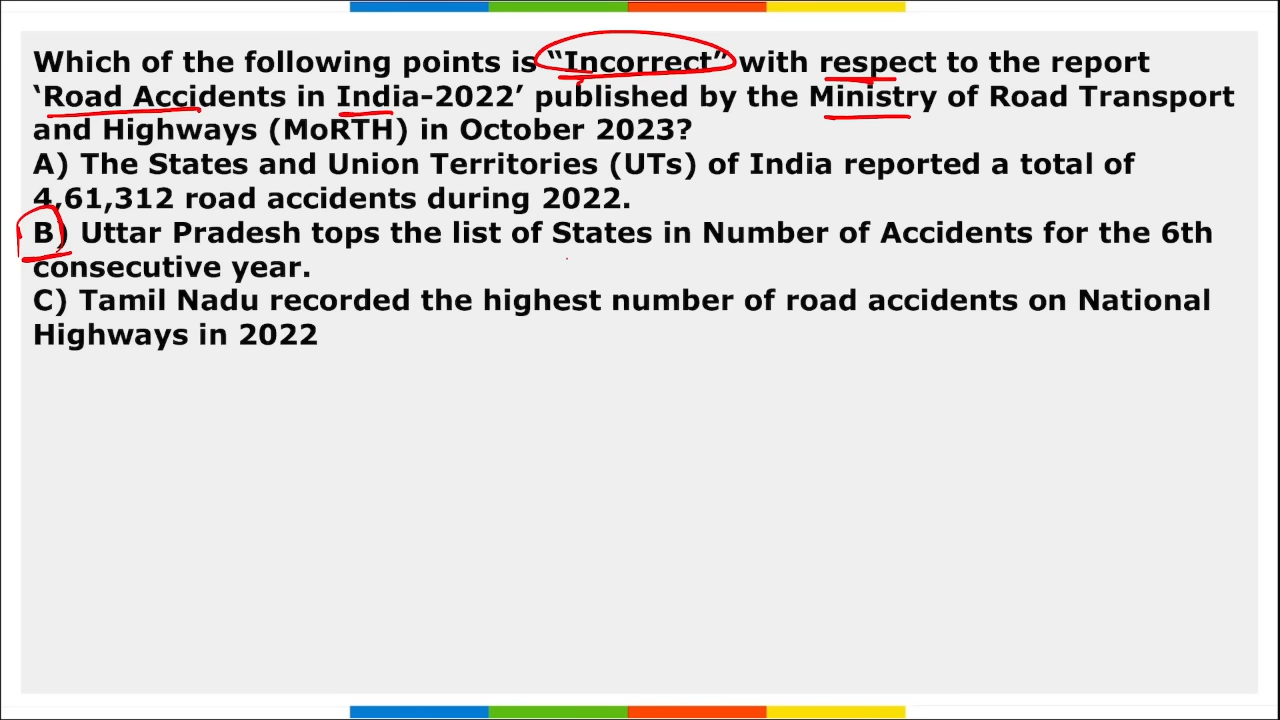 Which of the following points is “Incorrect” with respect to the report
‘Road Accidents in India-2022’ published by the Ministry of Road Transport
and Highways (MoRTH) in October 2023?
A) The States and Union Territories (UTs) of India reported a total of
4,61,312 road accidents during 2022.
B) Uttar Pradesh tops the list of States in Number of Accidents for the 6th
consecutive year.
C) Tamil Nadu recorded the highest number of road accidents on National
Highways in 2022